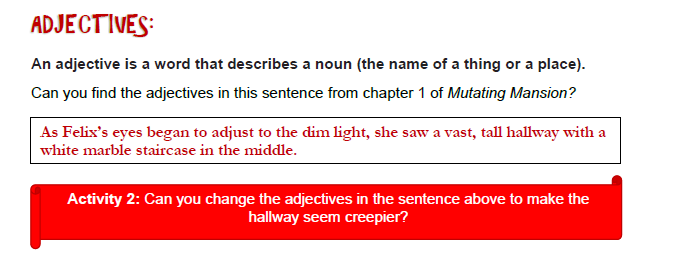 ADJECTIVES:
An adjective is a word that describes a noun (the name of a thing or a place).
Can you find the adjectives in this sentence from chapter 1 of Mutating Mansion?
As Felix's eyes began to adjust to the dim light, she saw a vast, tall hallway with a
white marble staircase in the middle.
Activity 2: Can you change the adjectives in the sentence above to make the
hallway seem creepier?